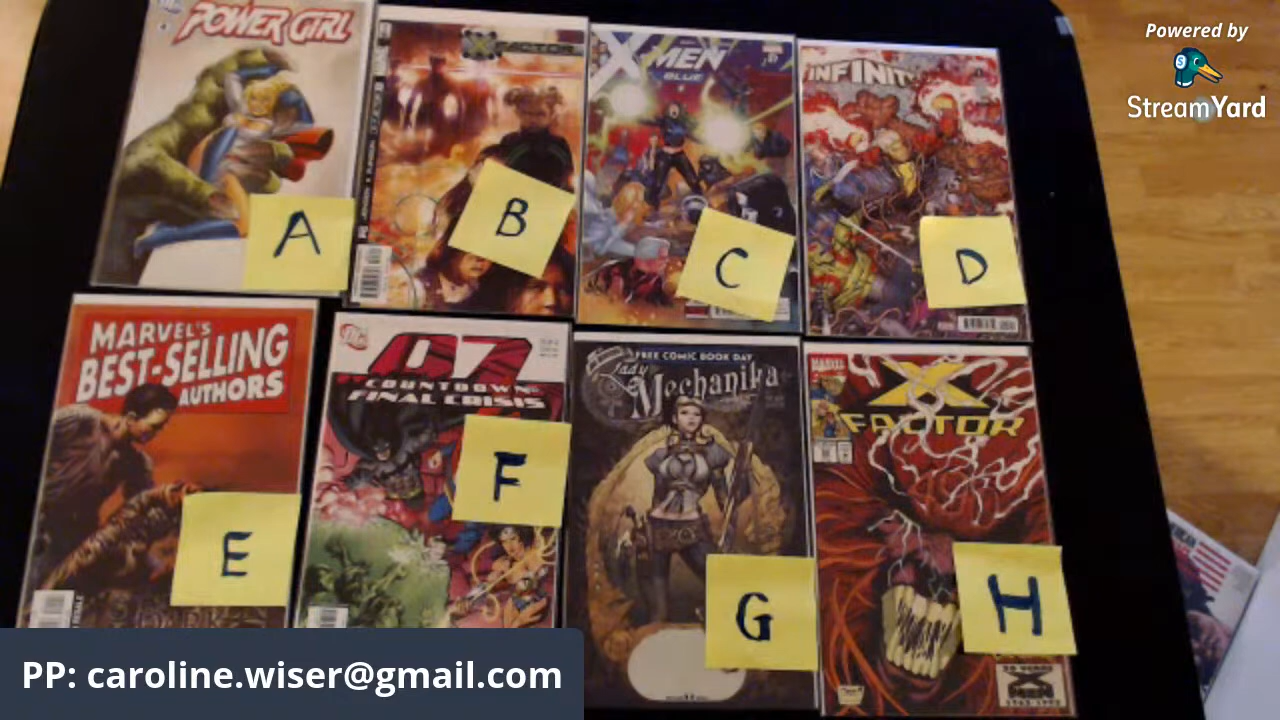 POWER GIRL
X-MEN
BLUE
INFINITY
A
B
C
D
MARVEL'S
BEST-SELLING
AUTHORS
07
COUNTDOWN
FINAL CRISIS
FREE COMIC BOOK DAY
Lady
Mechanika
MARVEL
X
FACTOR
E
F
G
H
PP: caroline.wiser@gmail.com
Powered by
StreamYard